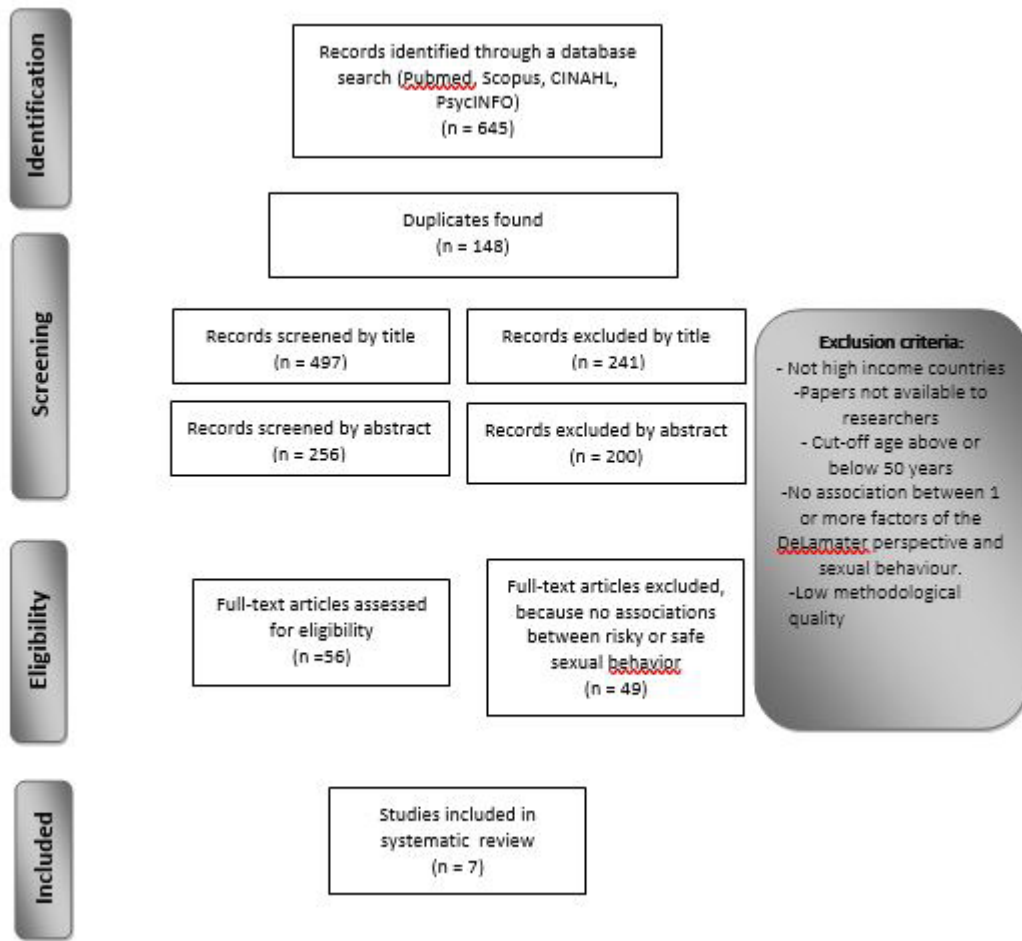 Identification
Records identified through a database
search (Pubmed, Scopus, CINAHL,
PsycINFO)
(n = 645)
Screening
Duplicates found
(n = 148)
Records screened by title
(n = 497)
Records excluded by title
(n = 241)
Records screened by abstract
(n = 256)
Records excluded by abstract
(n = 200)
Exclusion criteria:
- Not high income countries
-Papers not available to
researchers
- Cut-off age above or
below 50 years
-No association between 1
or more factors of the
DeLamater perspective and
sexual behaviour.
-Low methodological
quality
Eligibility
Full-text articles assessed
for eligibility
(n =56)
Full-text articles excluded,
because no associations
between risky or safe
sexual behavior
(n = 49)
Included
Studies included in
systematic review
(n = 7)